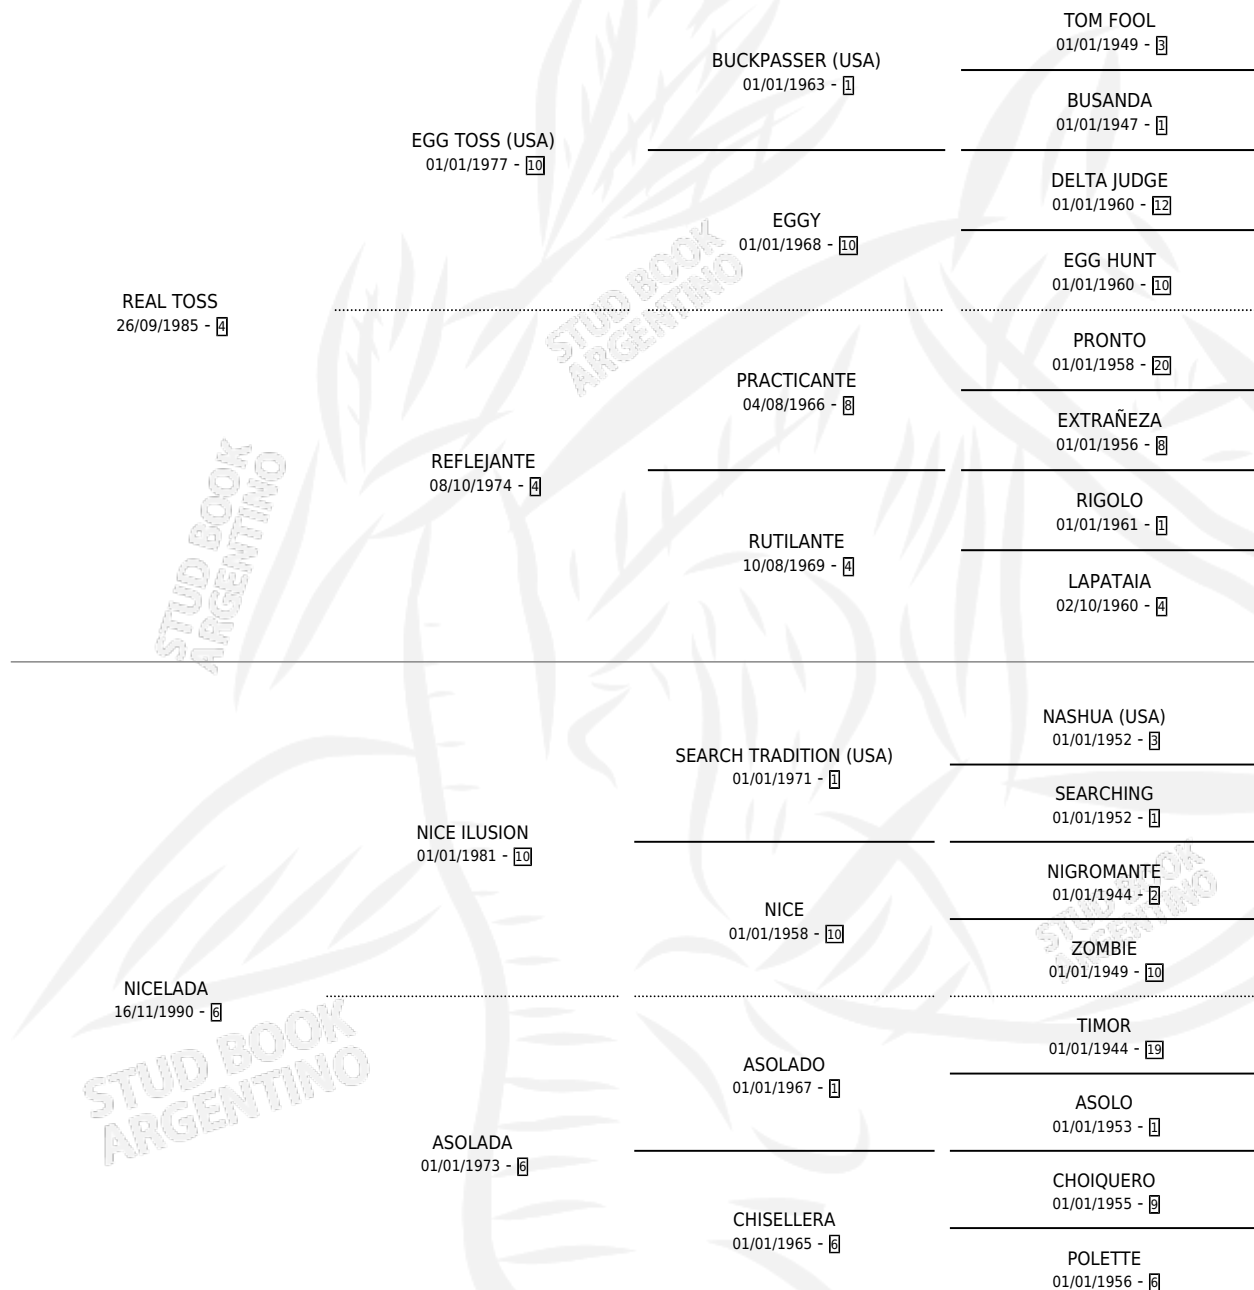 TOM FOOL
01/01/1949 - 3
BUCKPASSER (USA)
01/01/1963 - 1
BUSANDA
01/01/1947 - 1
EGG TOSS (USA)
01/01/1977 - 10
DELTA JUDGE
01/01/1960 - 12
EGGY
01/01/1968 - 10
EGG HUNT
01/01/1960 - 10
REAL TOSS
26/09/1985 - 4
PRONTO
01/01/1958 - 20
PRACTICANTE
04/08/1966 - 8
EXTRAÑEZA
01/01/1956 - 8
REFLEJANTE
08/10/1974 - 4
RIGOLO
01/01/1961 - 1
RUTILANTE
10/08/1969 - 4
LAPATAIA
02/10/1960 - 4
STUD BOOK
ARGENTINO
STUD BOOK
ARGENTINO
NASHUA (USA)
01/01/1952 - 3
SEARCH TRADITION (USA)
01/01/1971 - 1
SEARCHING
01/01/1952 - 1
NICE ILUSION
01/01/1981 - 10
NIGROMANTE
01/01/1944 - 2
NICE
01/01/1958 - 10
ZOMBIE
01/01/1949 - 10
NICELADA
16/11/1990 - 6
TIMOR
01/01/1944 - 19
ASOLADO
01/01/1967 - 1
ASOLO
01/01/1953 - 1
ASOLADA
01/01/1973 - 6
CHOIQUERO
01/01/1955 - 9
CHISELLERA
01/01/1965 - 6
POLETTE
01/01/1956 - 6
STUD BOOK
ARGENTINO
STUD BOOK
ARGENTINO